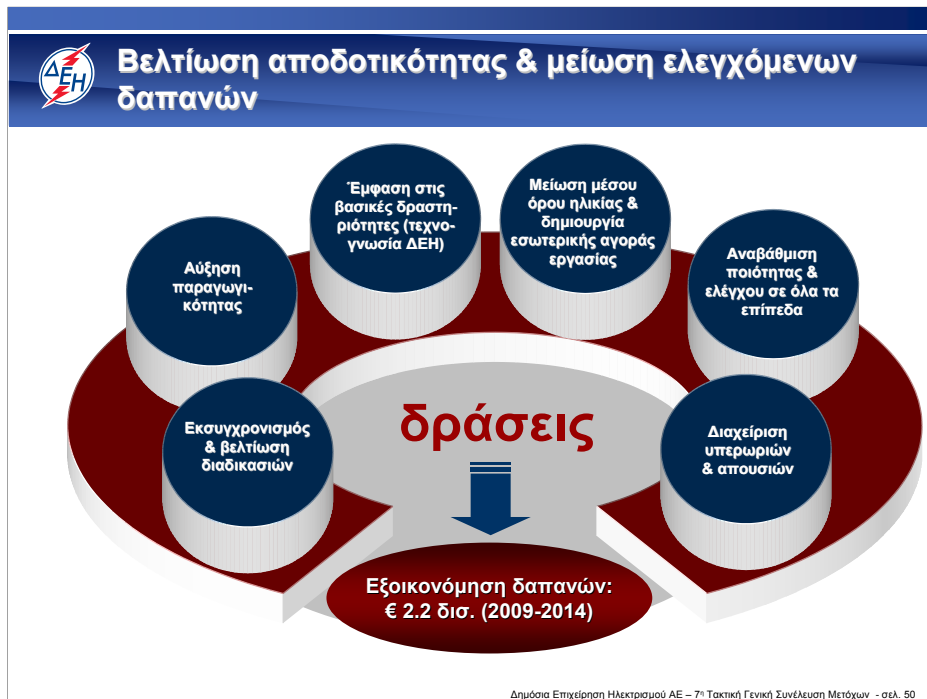 ΔΕΗ
Βελτίωση αποδοτικότητας & μείωση ελεγχόμενων
δαπανών
Έμφαση στις
βασικές δραστη-
ριότητες (τεχνο-
γνωσία ΔΕΗ)
Μείωση μέσου
όρου ηλικίας &
δημιουργία
εσωτερικής αγοράς
εργασίας
Αύξηση
παραγωγι-
κότητας
Αναβάθμιση
ποιότητας &
ελέγχου σε όλα τα
επίπεδα
Εκσυγχρονισμός
& βελτίωση
διαδικασιών
δράσεις
Διαχείριση
υπερωριών
& απουσιών
Εξοικονόμηση δαπανών:
€ 2.2 δισ. (2009-2014)
Δημόσια Επιχείρηση Ηλεκτρισμού ΑΕ – 7η Τακτική Γενική Συνέλευση Μετόχων - σελ. 50